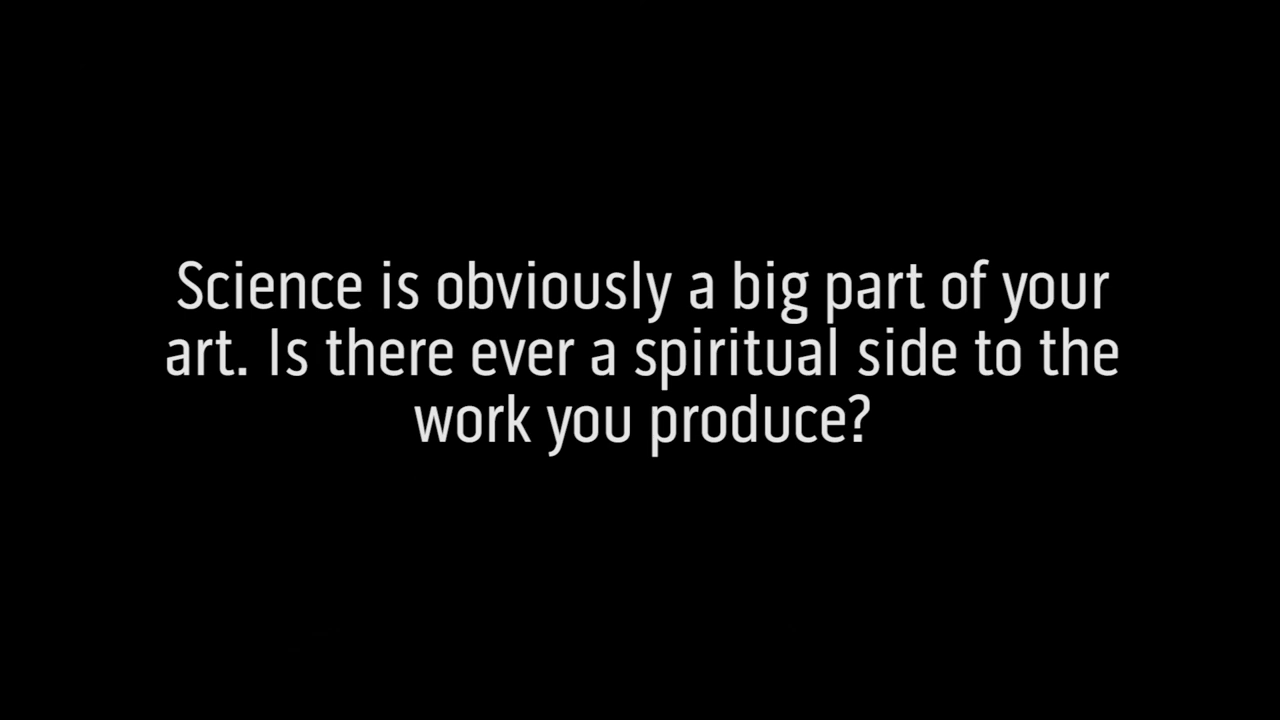 Science is obviously a big part of your
art. Is there ever a spiritual side to the
work you produce?